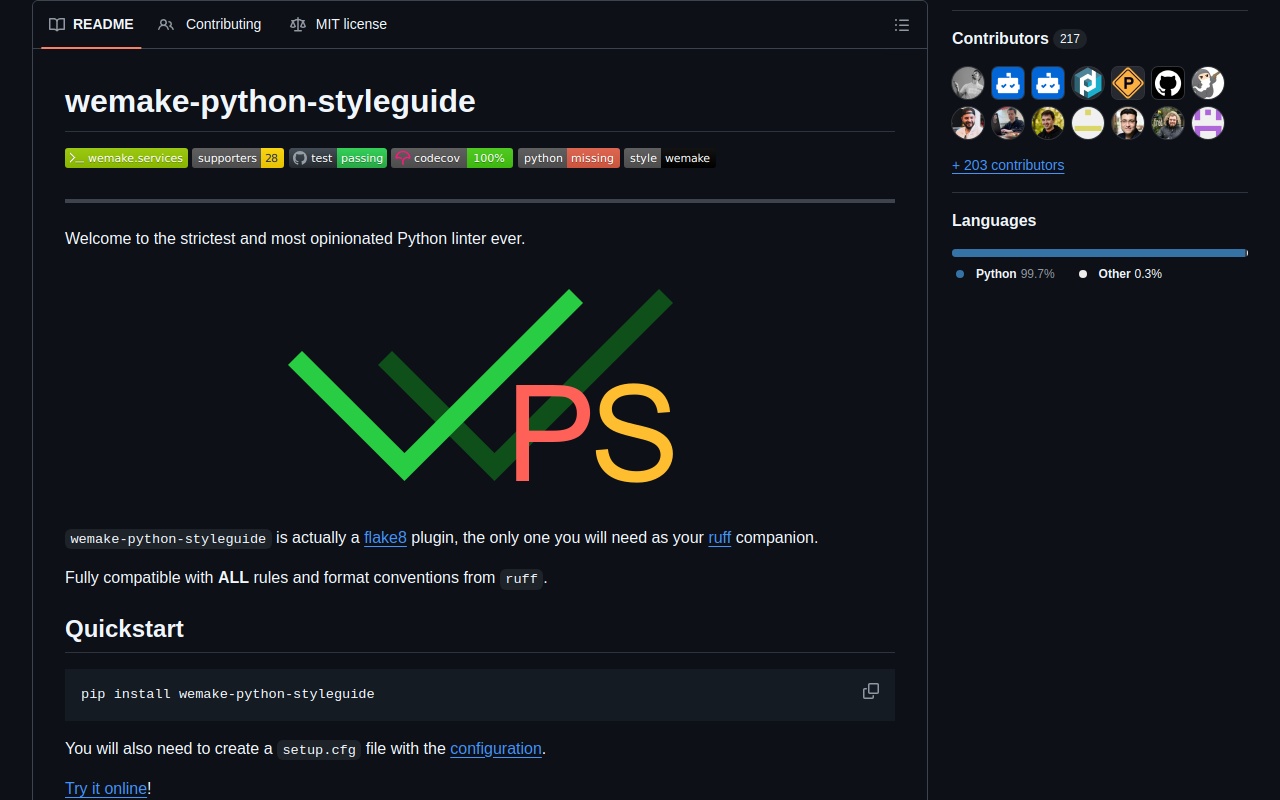 README
Contributing
MIT license
wemake-python-styleguide
>_ wemake.services
supporters 28
test passing
codecov 100%
python missing
style wemake
Welcome to the strictest and most opinionated Python linter ever.
PS
wemake-python-styleguide is actually a flake8 plugin, the only one you will need as your ruff companion.
Fully compatible with ALL rules and format conventions from ruff.
Quickstart
pip install wemake-python-styleguide
You will also need to create a setup.cfg file with the configuration.
Try it online!
Contributors 217
P
+ 203 contributors
Languages
Python 99.7%
Other 0.3%